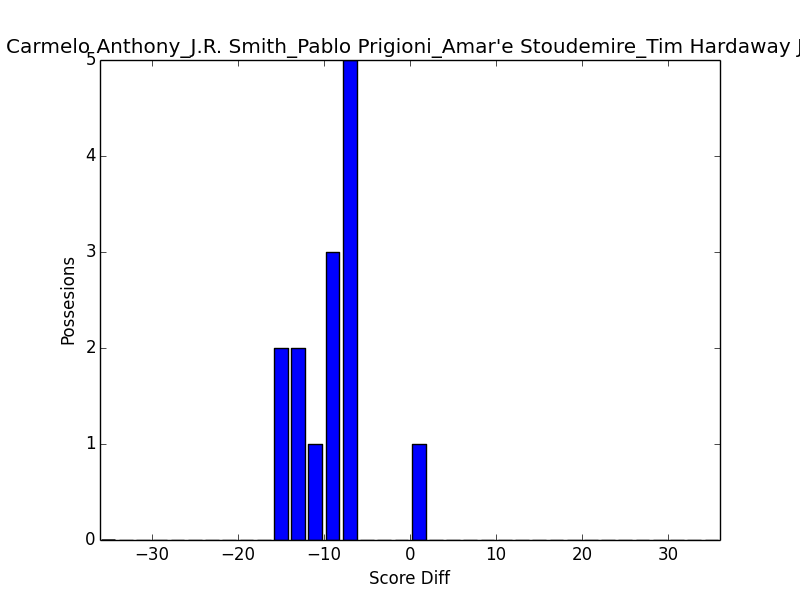 Carmelo Anthony_J.R. Smith_Pablo Prigioni_Amar'e Stoudemire_Tim Hardaway J
5
4
3
2
1
0
Possesions
−30 −20 −10 0 10 20 30
Score Diff